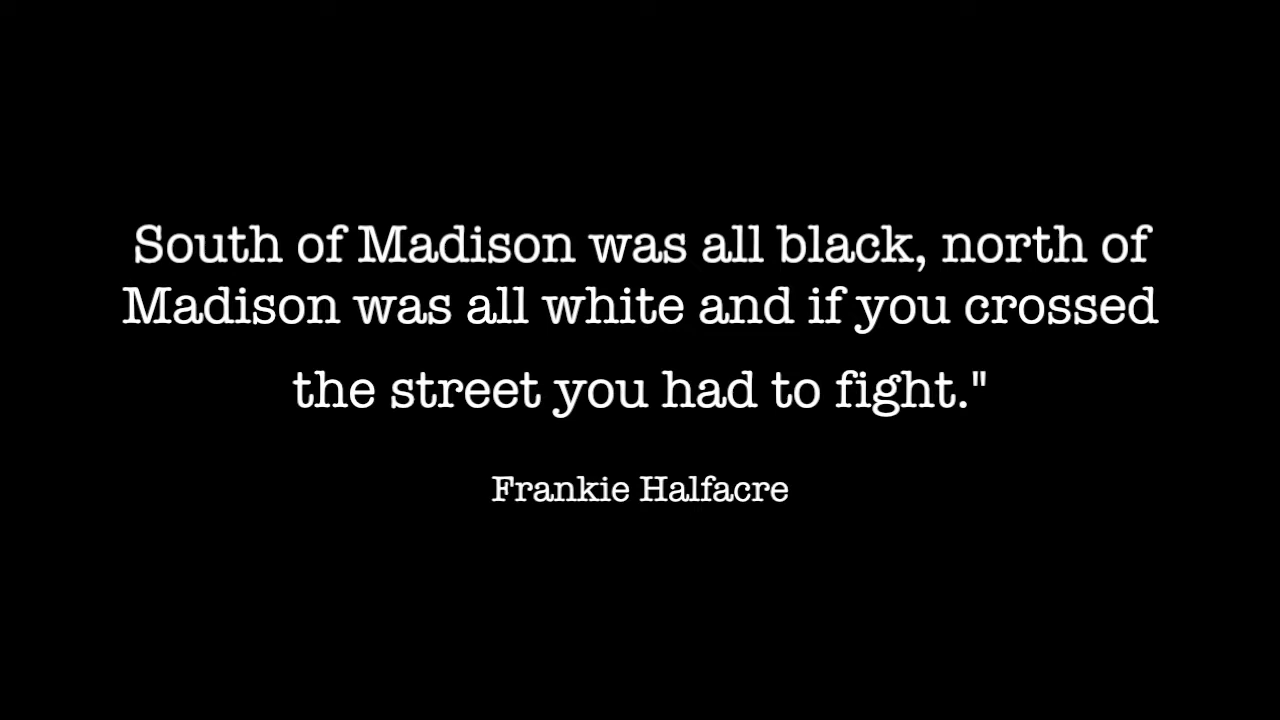 South of Madison was all black, north of
Madison was all white and if you crossed
the street you had to fight."
Frankie Halfacre